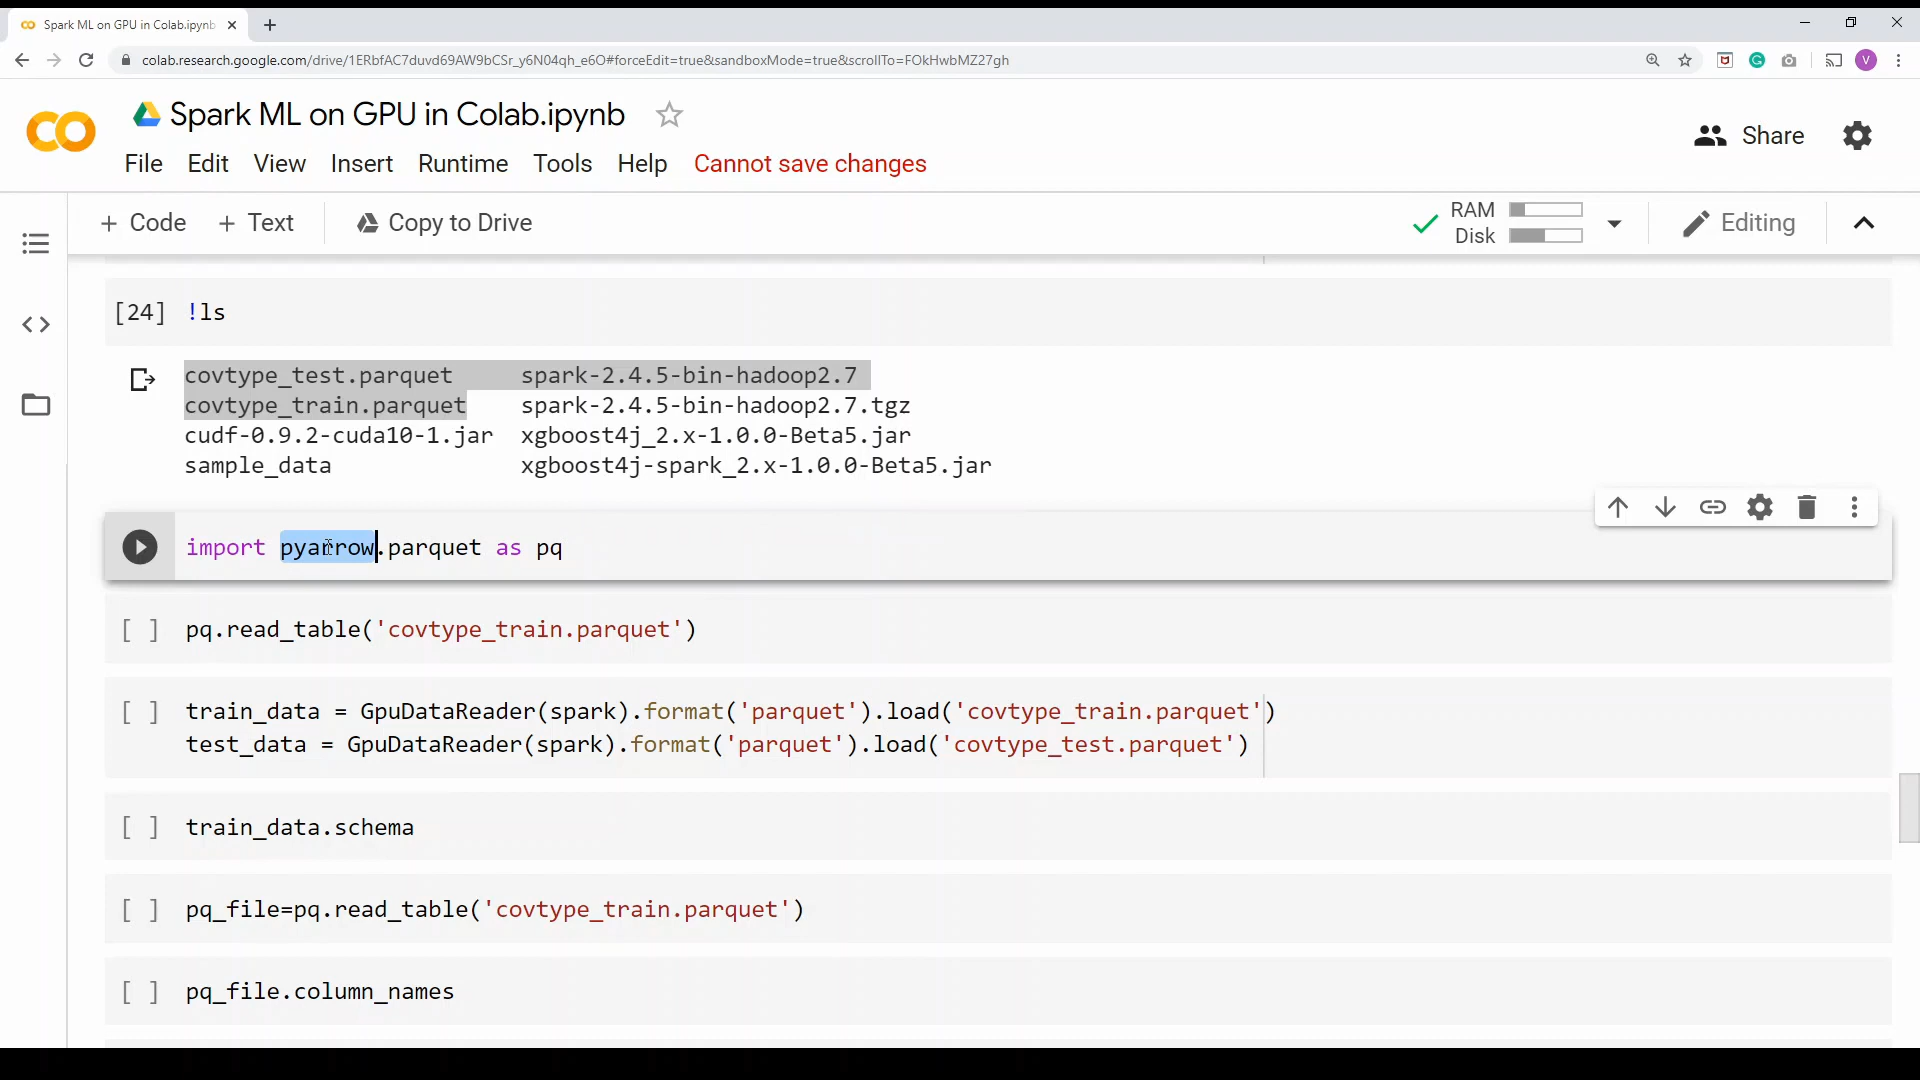 Spark ML on GPU in Colab.ipynb
colab.research.google.com/drive/1ERbfAC7duvd69AW9bCSr_y6N04qh_e6O#forceEdit=true&sandboxMode=true&scrollTo=FOkHwbMZ27gh
V
Spark ML on GPU in Colab.ipynb
Share
File Edit View Insert Runtime Tools Help Cannot save changes
+ Code + Text Copy to Drive
RAM
Disk
Editing
[24] !ls
covtype_test.parquet spark-2.4.5-bin-hadoop2.7
covtype_train.parquet spark-2.4.5-bin-hadoop2.7.tgz
cudf-0.9.2-cuda10-1.jar xgboost4j_2.x-1.0.0-Beta5.jar
sample_data xgboost4j-spark_2.x-1.0.0-Beta5.jar
import pyarrow.parquet as pq
[ ] pq.read_table('covtype_train.parquet')
[ ] train_data = GpuDataReader(spark).format('parquet').load('covtype_train.parquet')
test_data = GpuDataReader(spark).format('parquet').load('covtype_test.parquet')
[ ] train_data.schema
[ ] pq_file=pq.read_table('covtype_train.parquet')
[ ] pq_file.column_names